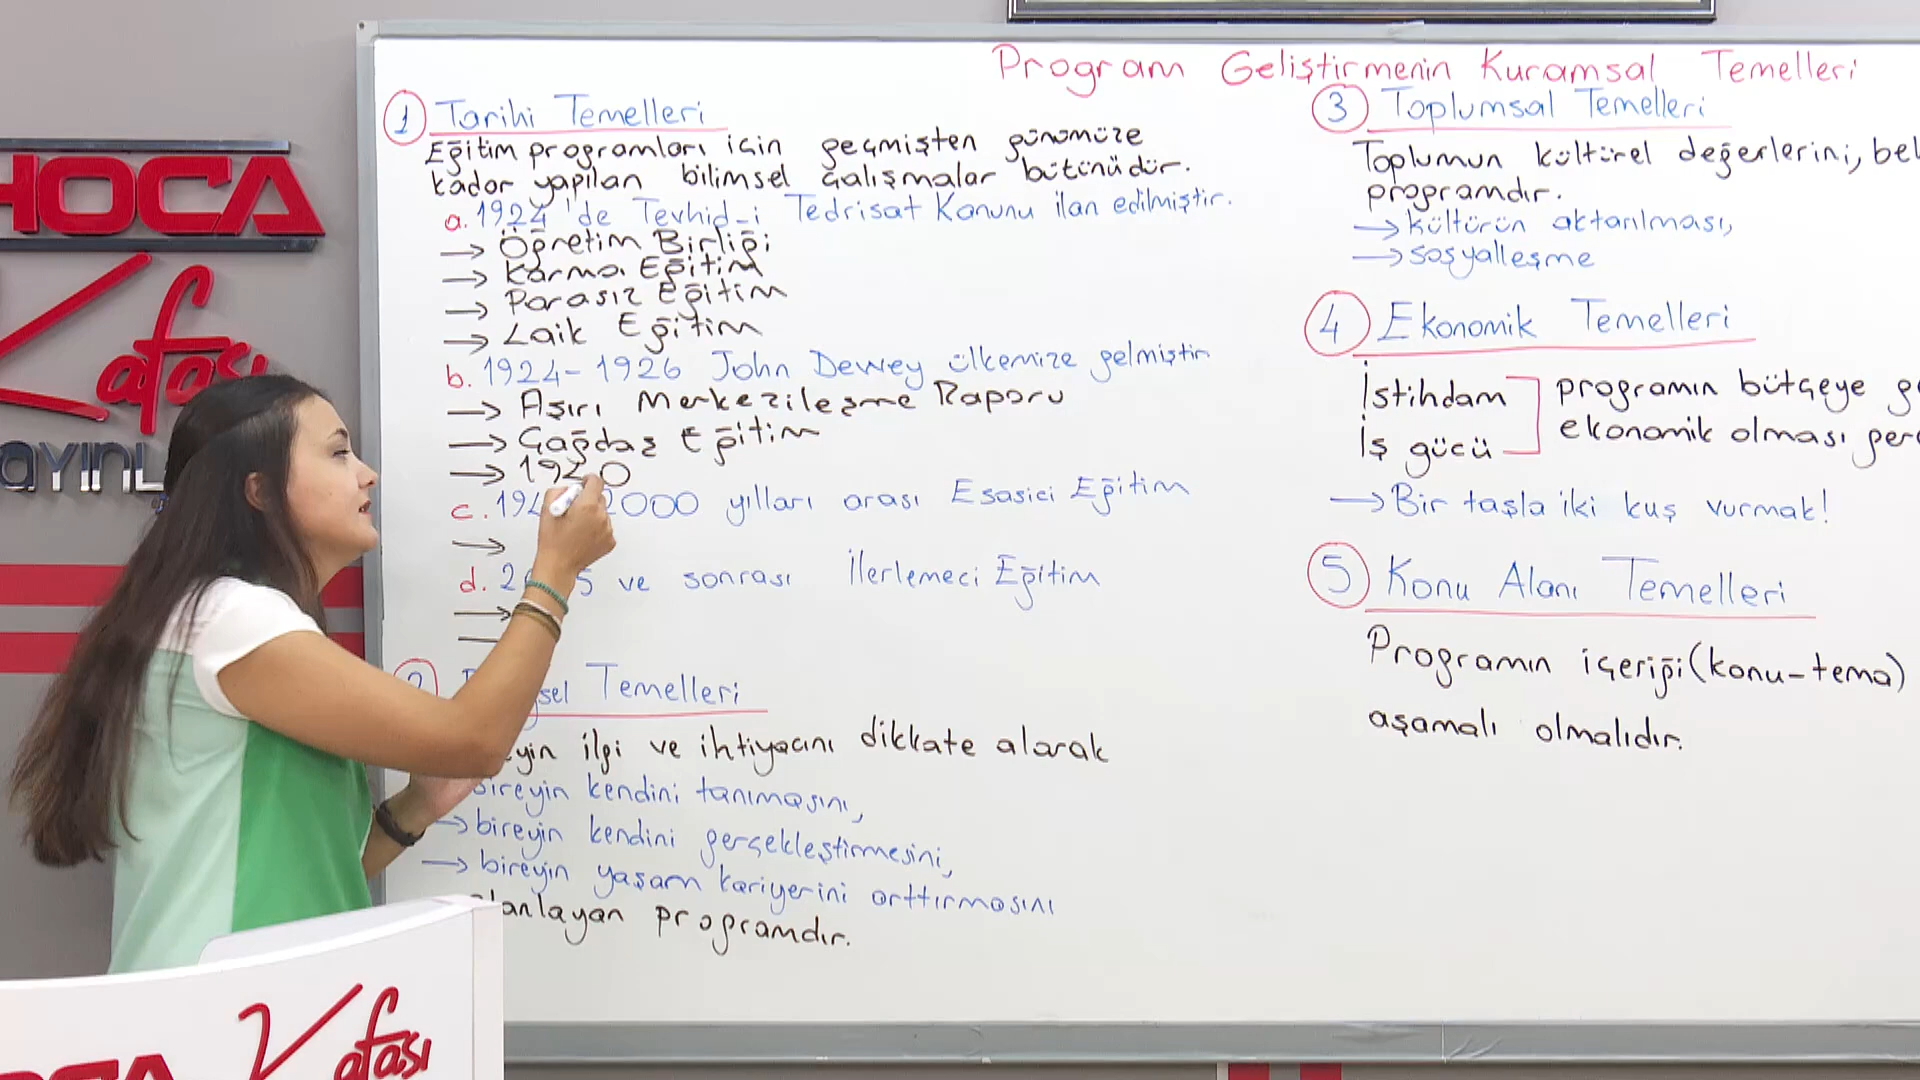 Program Geliştirmenin Kuramsal Temelleri
1 Tarihi Temelleri
Eğitim programları için geçmişten günümüze
kadar yapılan bilimsel çalışmalar bütünüdür.
a. 1924'de Tevhid-i Tedrisat Kanunu ilan edilmiştir.
→ Öğretim Birliği
→ Karma Eğitim
→ Parasız Eğitim
→ Laik Eğitim
b. 1924-1926 John Dewey ülkemize gelmiştir
→ Aşırı Merkezileşme Raporu
→ Çağdaş Eğitim
→
c. 2000 yılları arası Esasici Eğitim
→
d. ve sonrası İlerlemeci Eğitim
→
Temelleri
ilgi ve ihtiyacını dikkate alarak
bireyin kendini tanımasını,
→ bireyin kendini gerçekleştirmesini,
→ bireyin yaşam kariyerini arttırmasını
programdır.
3 Toplumsal Temelleri
Toplumun kültürel değerlerini,
programdır.
→ kültürün aktarılması,
→ sosyalleşme
4 Ekonomik Temelleri
İstihdam programın bütçeye
İş gücü ekonomik olması
→ Bir taşla iki kuş vurmak!
5 Konu Alanı Temelleri
Programın içeriği (konu-tema)
aşamalı olmalıdır.
HOCA
Kafası
Kafası